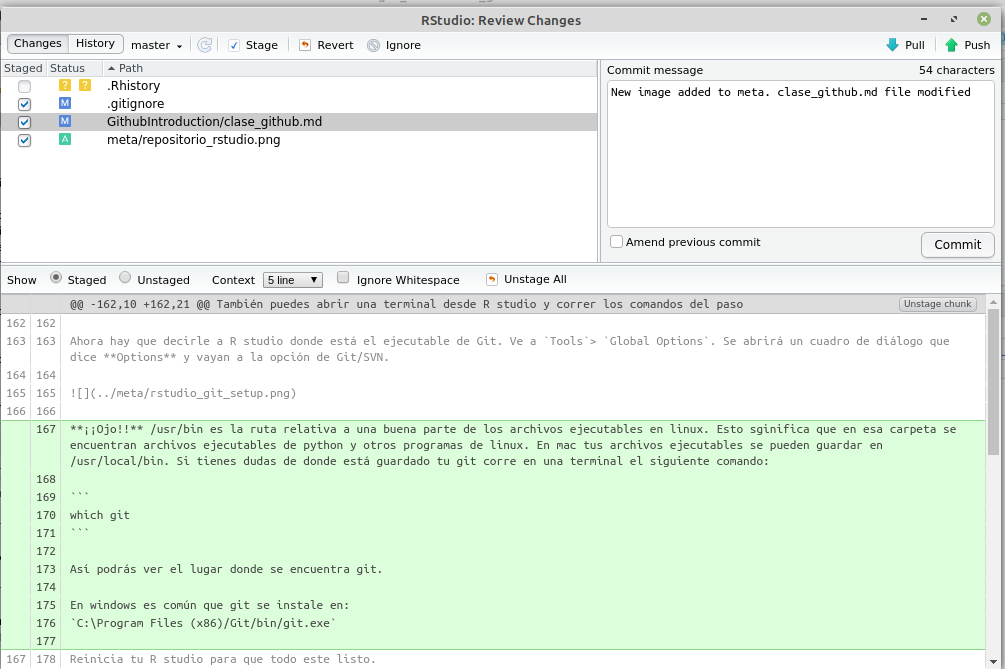 RStudio: Review Changes
Changes History master Stage Revert Ignore Pull Push
Staged Status Path
? ? .Rhistory
M .gitignore
M GithubIntroduction/clase_github.md
A meta/repositorio_rstudio.png
Commit message 54 characters
New image added to meta. clase_github.md file modified
Amend previous commit Commit
Show Staged Unstaged Context 5 line Ignore Whitespace Unstage All
@@ -162,10 +162,21 @@ También puedes abrir una terminal desde R studio y correr los comandos del paso Unstage chunk
162 162
163 163 Ahora hay que decirle a R studio donde está el ejecutable de Git. Ve a `Tools`> `Global Options`. Se abrirá un cuadro de diálogo que
dice **Options** y vayan a la opción de Git/SVN.
164 164
165 165 ![](../meta/rstudio_git_setup.png)
166 166
167 **¡¡Ojo!!** /usr/bin es la ruta relativa a una buena parte de los archivos ejecutables en linux. Esto sginifica que en esa carpeta se
encuentran archivos ejecutables de python y otros programas de linux. En mac tus archivos ejecutables se pueden guardar en
/usr/local/bin. Si tienes dudas de donde está guardado tu git corre en una terminal el siguiente comando:
168
169 ```
170 which git
171 ```
172
173 Así podrás ver el lugar donde se encuentra git.
174
175 En windows es común que git se instale en:
176 `C:\Program Files (x86)/Git/bin/git.exe`
177
167 178 Reinicia tu R studio para que todo este listo.